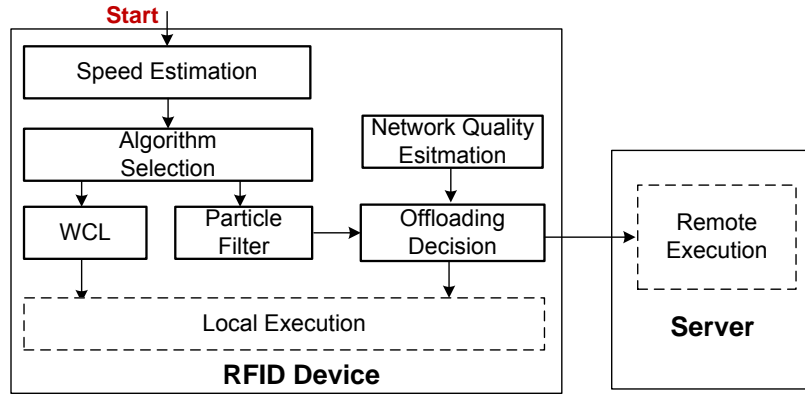 Start
Speed Estimation
Algorithm
Selection
Network Quality
Esitmation
WCL
Particle
Filter
Offloading
Decision
Remote
Execution
Local Execution
Server
RFID Device